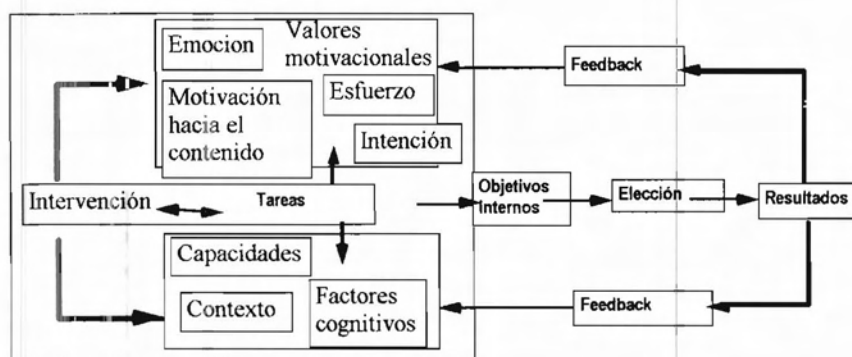 Emocion
Valores
motivacionales
Motivación
hacia el
contenido
Esfuerzo
Intención
Feedback
Intervención
Tareas
Objetivos
Internos
Elección
Resultados
Capacidades
Contexto
Factores
cognitivos
Feedback